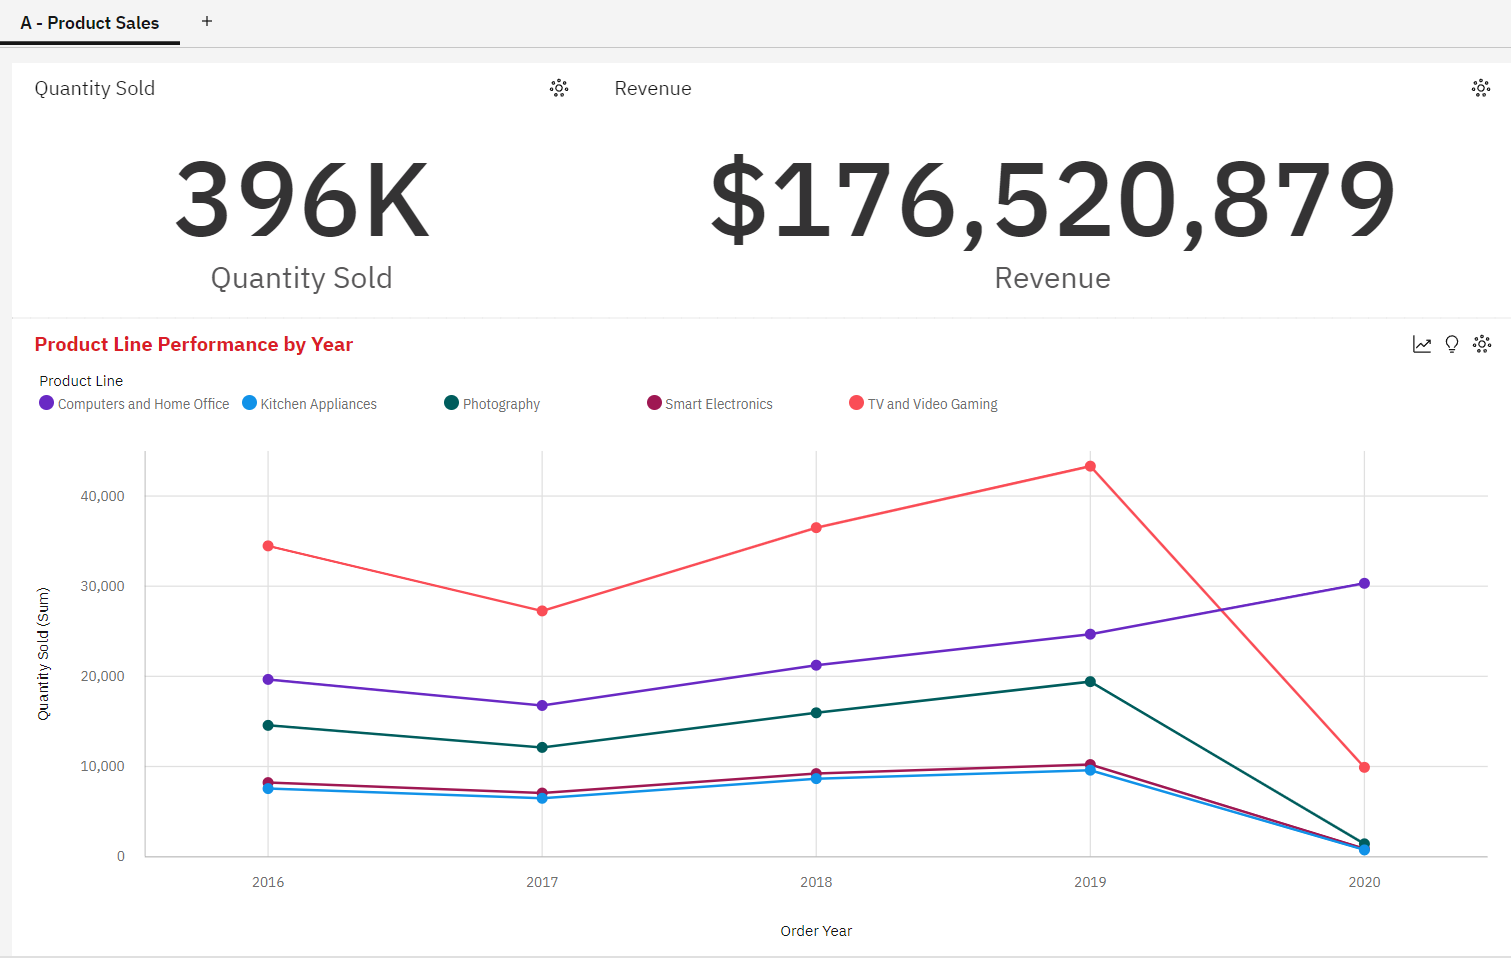 A - Product Sales +
Quantity Sold
Revenue
396K
Quantity Sold
$176,520,879
Revenue
Product Line Performance by Year
Product Line
Computers and Home Office Kitchen Appliances Photography Smart Electronics TV and Video Gaming
Quantity Sold (Sum)
40,000
30,000
20,000
10,000
0
2016 2017 2018 2019 2020
Order Year